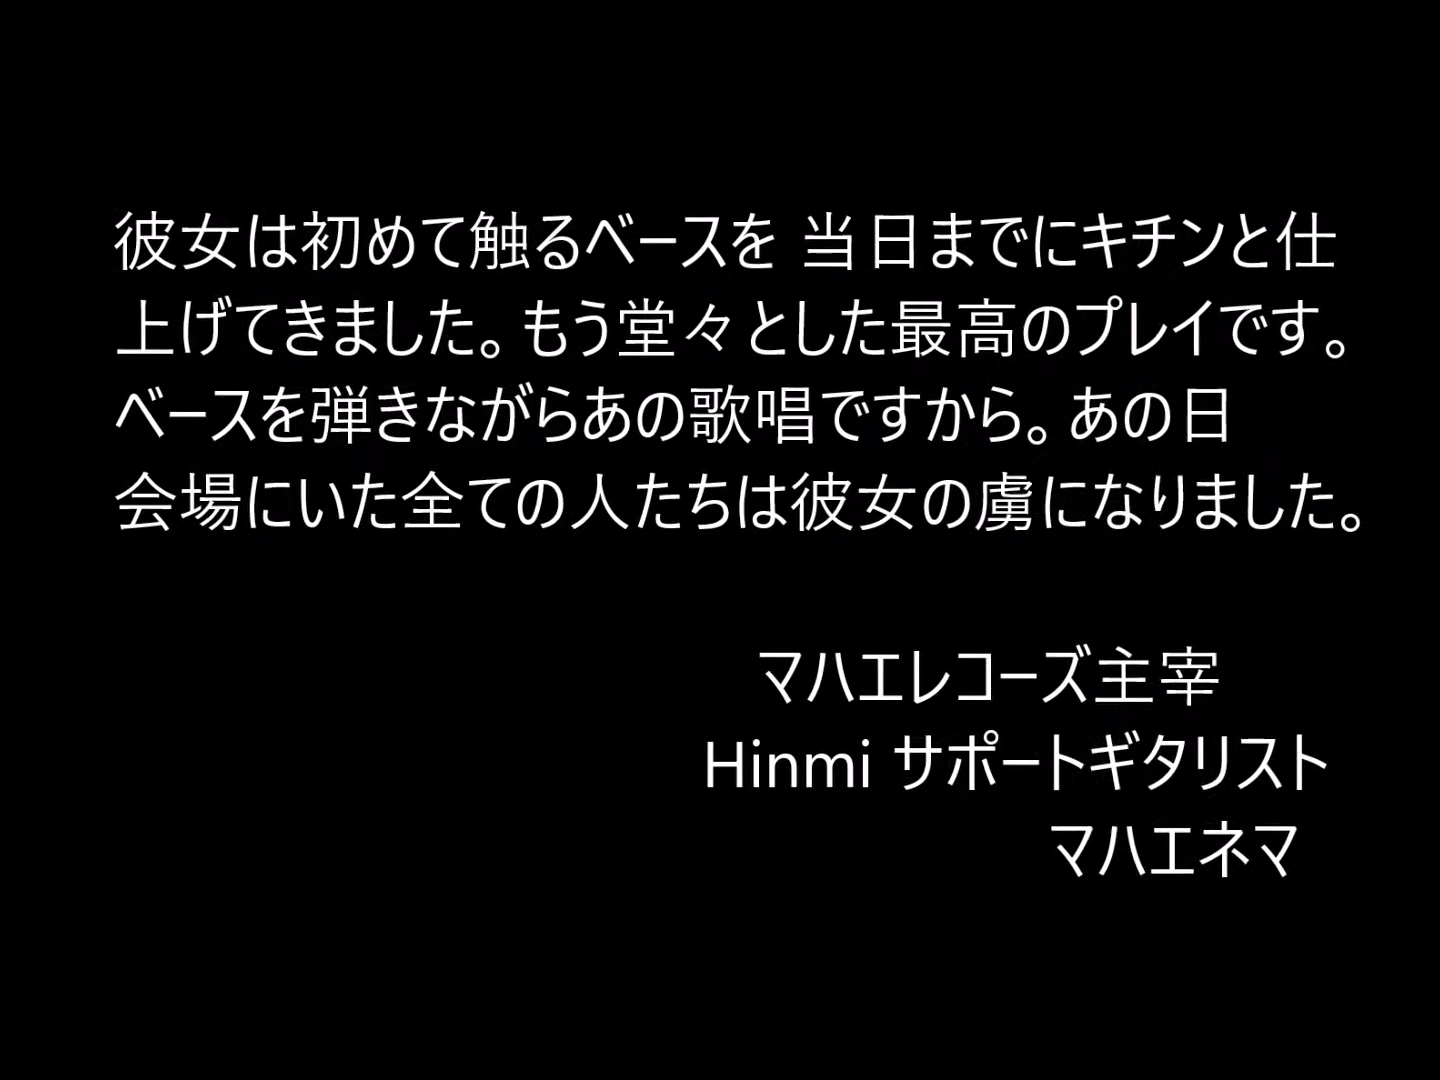 彼女は初めて触るベースを 当日までにキチンと仕
上げてきました。もう堂々とした最高のプレイです。
ベースを弾きながらあの歌唱ですから。あの日
会場にいた全ての人たちは彼女の虜になりました。
マハエレコーズ主宰
Hinmi サポートギタリスト
マハエネマ